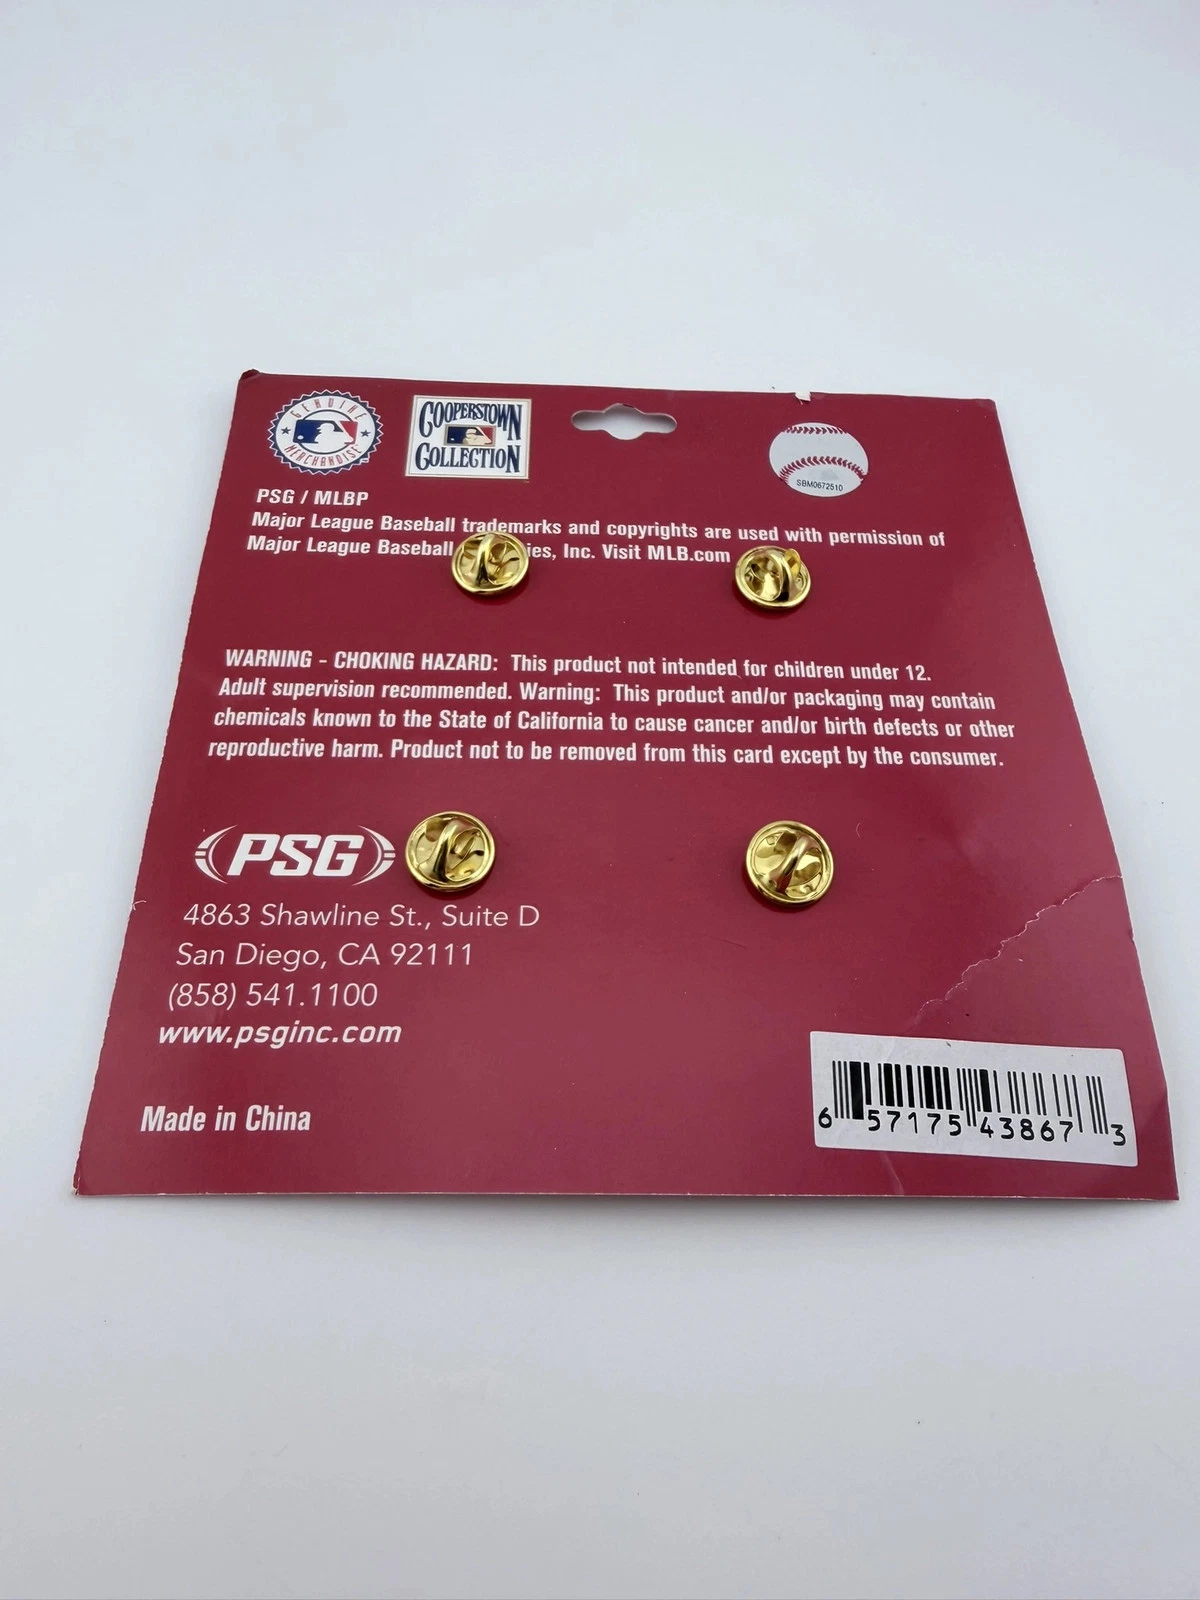 GENUINE
MERCHANDISE
COOPERSTOWN
COLLECTION
SBM0672510
PSG / MLBP
Major League Baseball trademarks and copyrights are used with permission of
Major League Baseball ies, Inc. Visit MLB.com
WARNING - CHOKING HAZARD: This product not intended for children under 12.
Adult supervision recommended. Warning: This product and/or packaging may contain
chemicals known to the State of California to cause cancer and/or birth defects or other
reproductive harm. Product not to be removed from this card except by the consumer.
PSG
4863 Shawline St., Suite D
San Diego, CA 92111
(858) 541.1100
www.psginc.com
Made in China
6 57175 43867 3